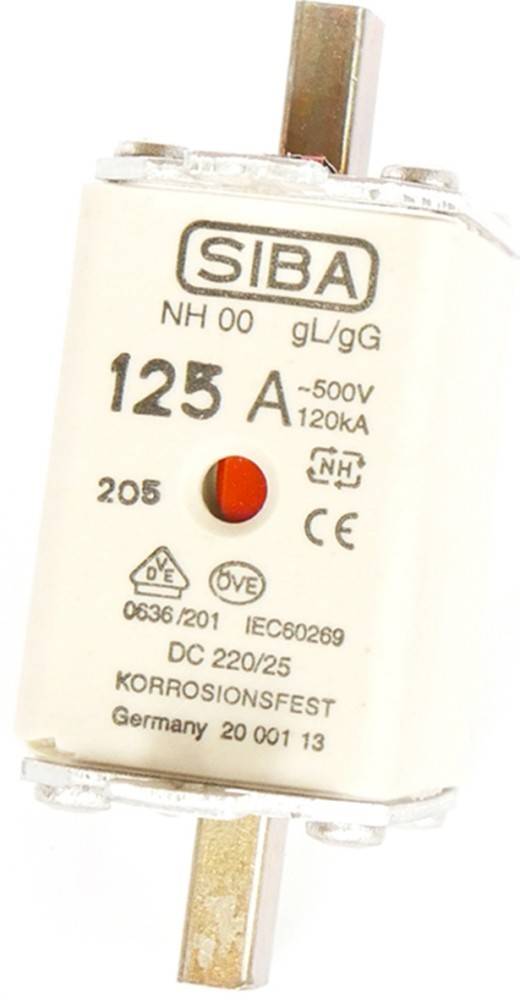 SIBA
NH 00 gL/gG
125 A ~500V
120kA
205
NH
CE
VDE ÖVE
0636/201 IEC60269
DC 220/25
KORROSIONSFEST
Germany 20 001 13